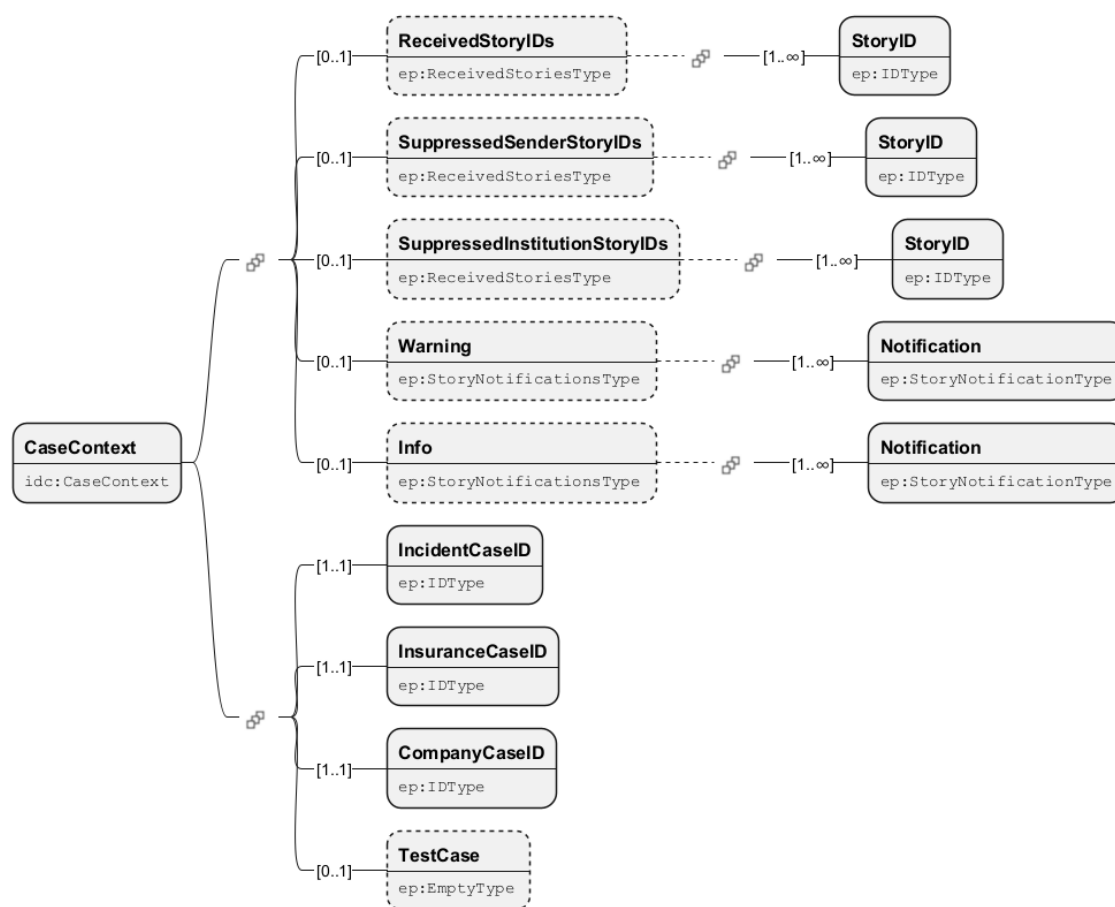 [0..1]
ReceivedStoryIDs
ep:ReceivedStoriesType
[1..∞]
StoryID
ep:IDType
[0..1]
SuppressedSenderStoryIDs
ep:ReceivedStoriesType
[1..∞]
StoryID
ep:IDType
[0..1]
SuppressedInstitutionStoryIDs
ep:ReceivedStoriesType
[1..∞]
StoryID
ep:IDType
[0..1]
Warning
ep:StoryNotificationsType
[1..∞]
Notification
ep:StoryNotificationType
CaseContext
idc:CaseContext
[0..1]
Info
ep:StoryNotificationsType
[1..∞]
Notification
ep:StoryNotificationType
[1..1]
IncidentCaseID
ep:IDType
[1..1]
InsuranceCaseID
ep:IDType
[1..1]
CompanyCaseID
ep:IDType
[0..1]
TestCase
ep:EmptyType